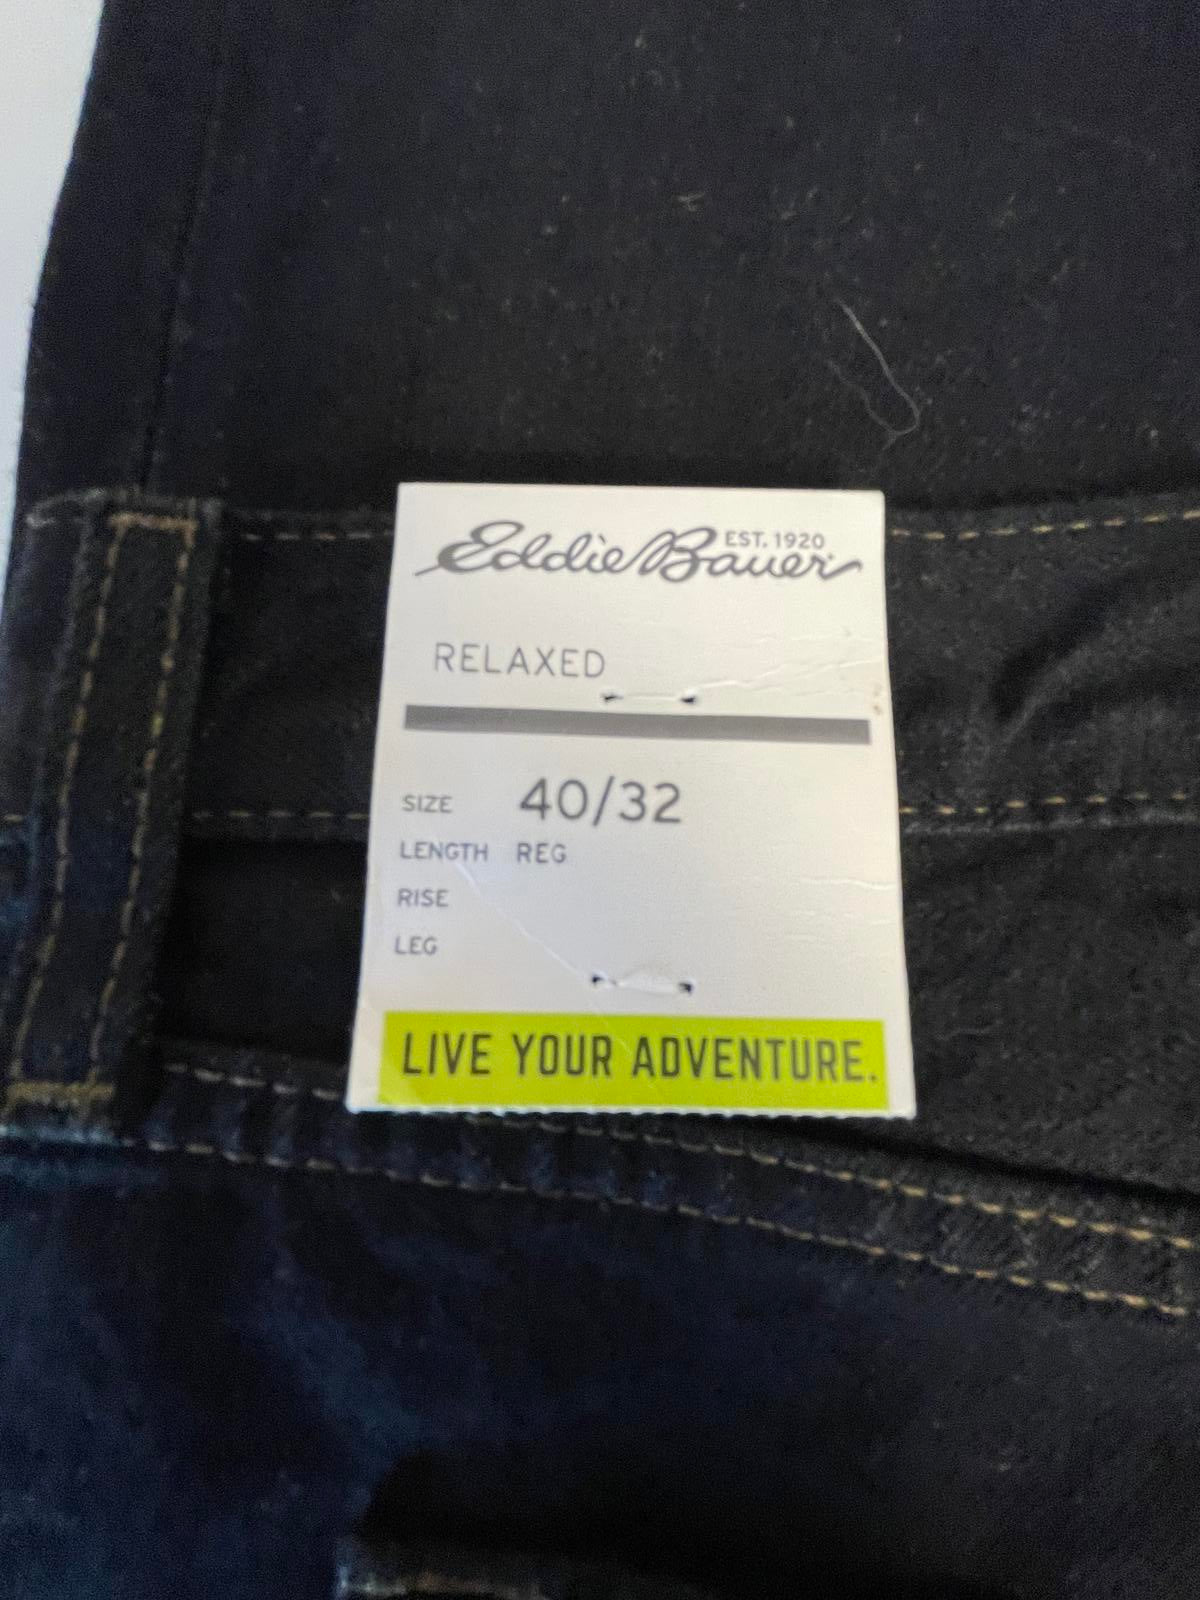 Eddie Bauer EST. 1920
RELAXED
SIZE 40/32
LENGTH REG
RISE
LEG
LIVE YOUR ADVENTURE.